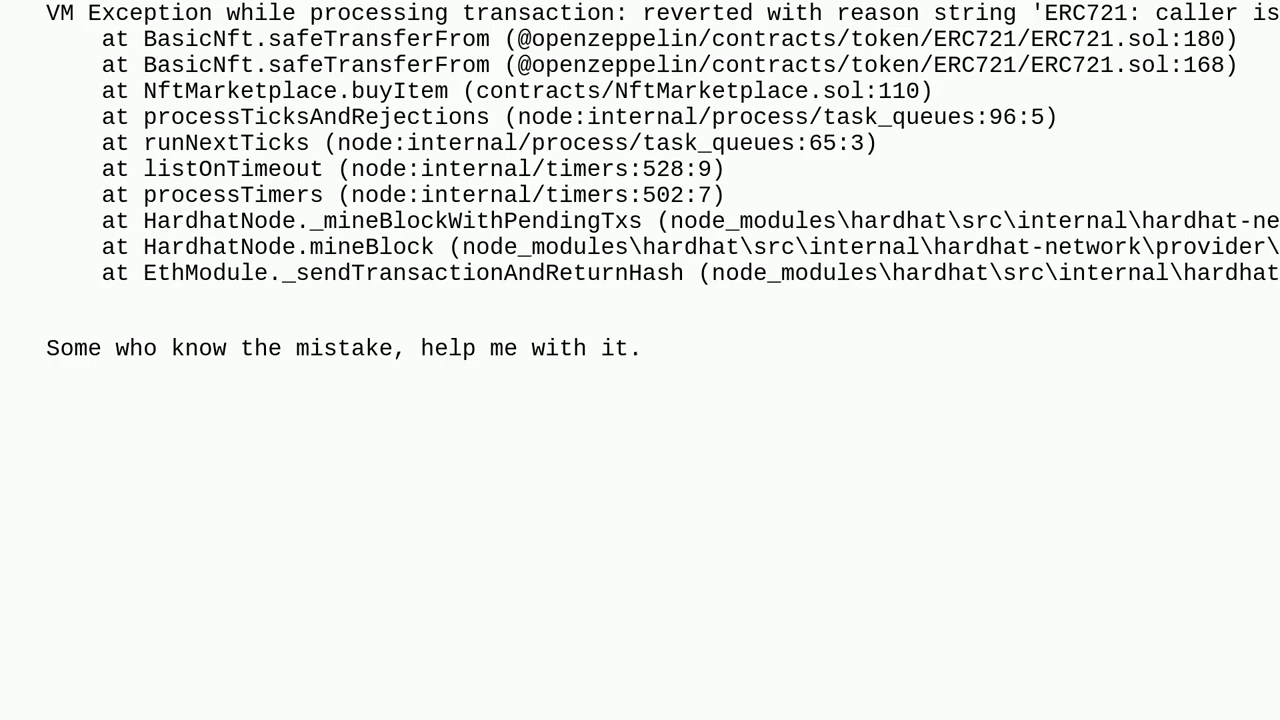 VM Exception while processing transaction: reverted with reason string 'ERC721: caller is
at BasicNft.safeTransferFrom (@openzeppelin/contracts/token/ERC721/ERC721.sol:180)
at BasicNft.safeTransferFrom (@openzeppelin/contracts/token/ERC721/ERC721.sol:168)
at NftMarketplace.buyItem (contracts/NftMarketplace.sol:110)
at processTicksAndRejections (node:internal/process/task_queues:96:5)
at runNextTicks (node:internal/process/task_queues:65:3)
at listOnTimeout (node:internal/timers:528:9)
at processTimers (node:internal/timers:502:7)
at HardhatNode._mineBlockWithPendingTxs (node_modules\hardhat\src\internal\hardhat-ne
at HardhatNode.mineBlock (node_modules\hardhat\src\internal\hardhat-network\provider\
at EthModule._sendTransactionAndReturnHash (node_modules\hardhat\src\internal\hardhat
Some who know the mistake, help me with it.